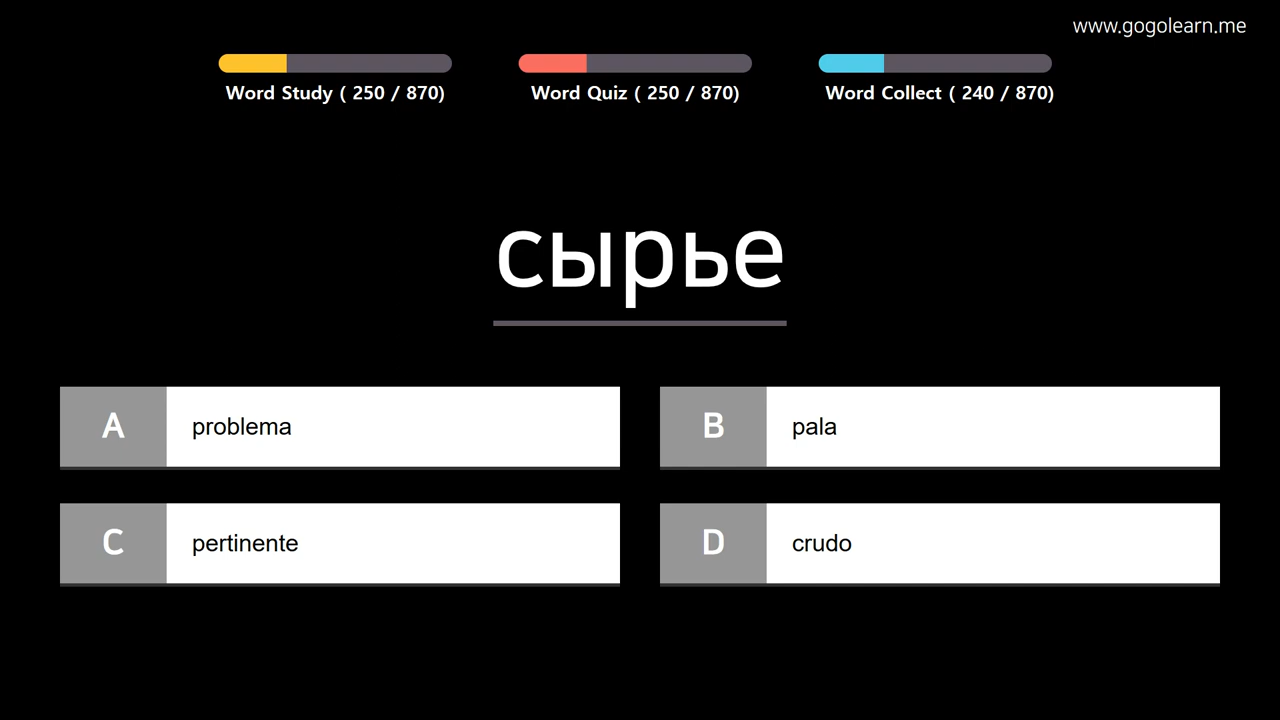 www.gogolearn.me
Word Study ( 250 / 870)
Word Quiz ( 250 / 870)
Word Collect ( 240 / 870)
сырье
A problema
B pala
C pertinente
D crudo